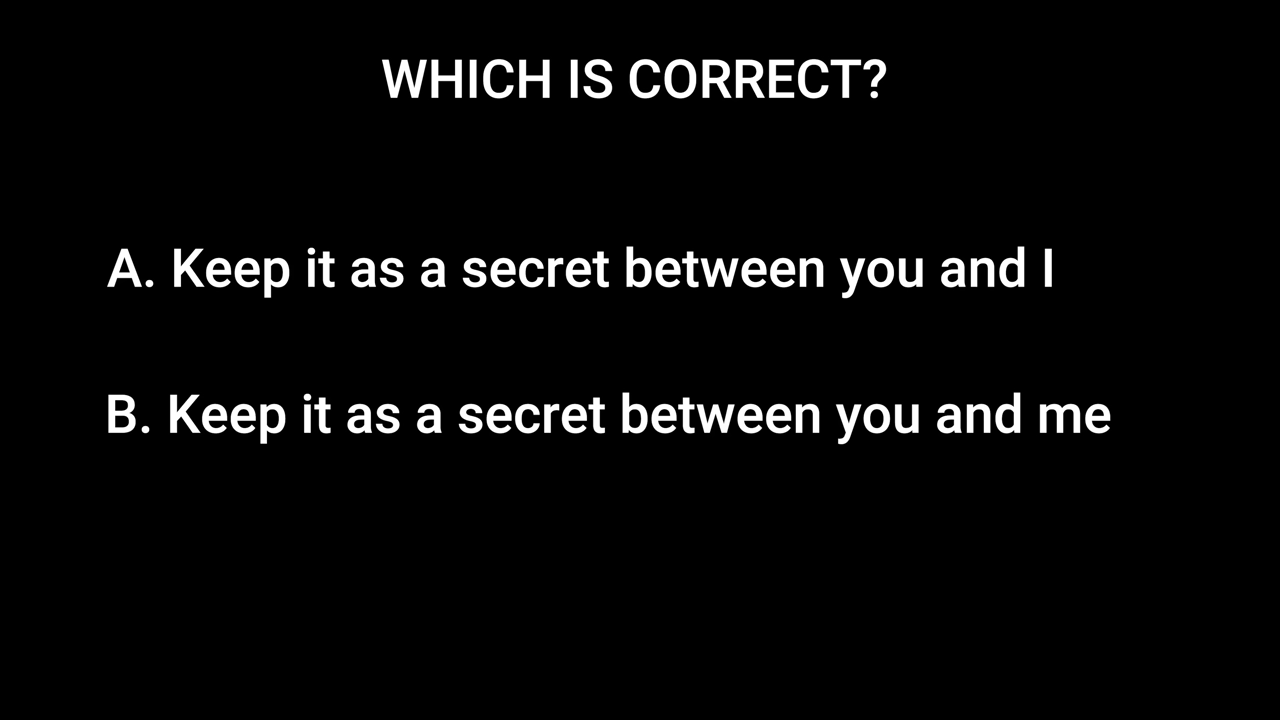 WHICH IS CORRECT?
A. Keep it as a secret between you and I
B. Keep it as a secret between you and me